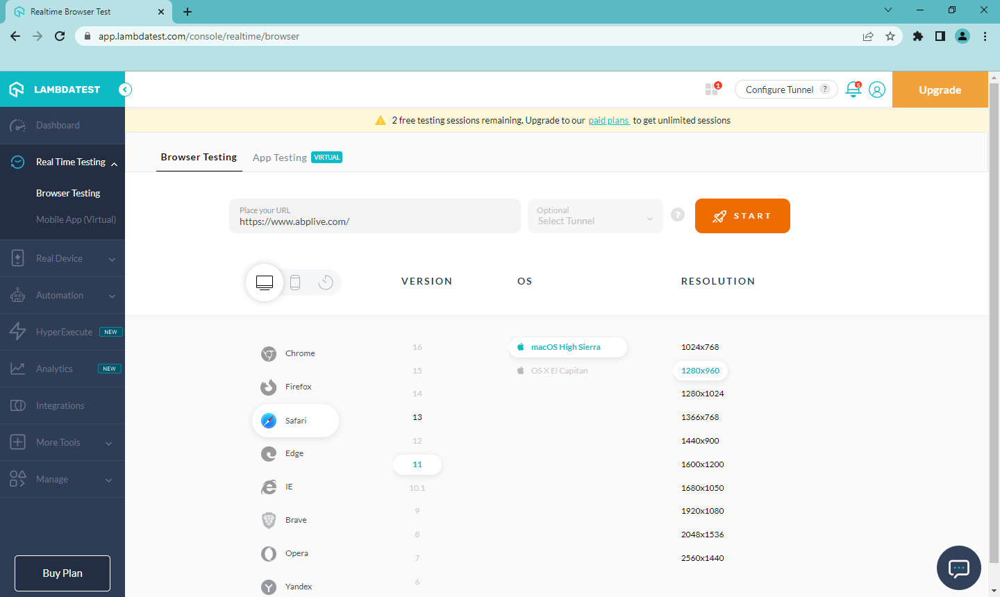 Realtime Browser Test
app.lambdatest.com/console/realtime/browser
LAMBDATEST
1
Configure Tunnel ?
5
Upgrade
2 free testing sessions remaining. Upgrade to our paid plans to get unlimited sessions
Dashboard
Real Time Testing
Browser Testing
Mobile App (Virtual)
Real Device
Automation
HyperExecute NEW
Analytics NEW
Integrations
More Tools
Manage
Buy Plan
Browser Testing
App Testing VIRTUAL
Place your URL
https://www.abplive.com/
Optional
Select Tunnel
?
START
VERSION
OS
RESOLUTION
Chrome
Firefox
Safari
Edge
IE
Brave
Opera
Yandex
16
15
14
13
12
11
10.1
9
8
7
6
macOS High Sierra
OS X El Capitan
1024x768
1280x960
1280x1024
1366x768
1440x900
1600x1200
1680x1050
1920x1080
2048x1536
2560x1440